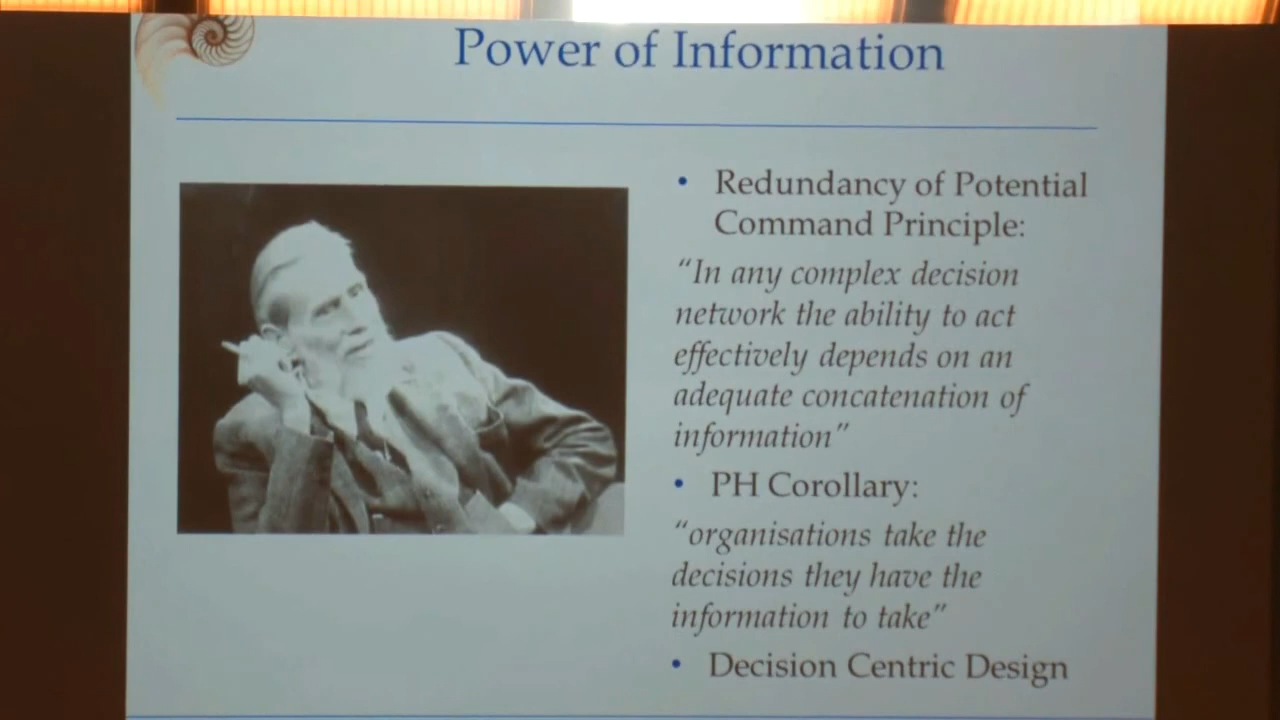 Power of Information
• Redundancy of Potential
Command Principle:
“In any complex decision
network the ability to act
effectively depends on an
adequate concatenation of
information”
• PH Corollary:
“organisations take the
decisions they have the
information to take”
• Decision Centric Design